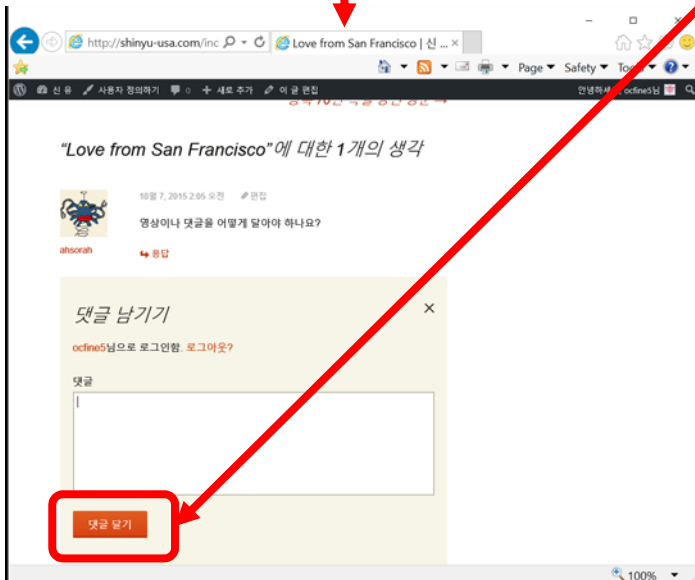 http://shinyu-usa.com/inc
Love from San Francisco | 신 ...
Page Safety
신 유 사용자 정의하기 0 새로 추가 이 글 편집 ocfine5님
“Love from San Francisco”에 대한 1개의 생각
10월 7, 2015 2:05 오전 편집
영상이나 댓글을 어떻게 달아야 하나요?
ahsorah
응답
댓글 남기기
ocfine5님으로 로그인함. 로그아웃?
댓글
댓글 달기
100%